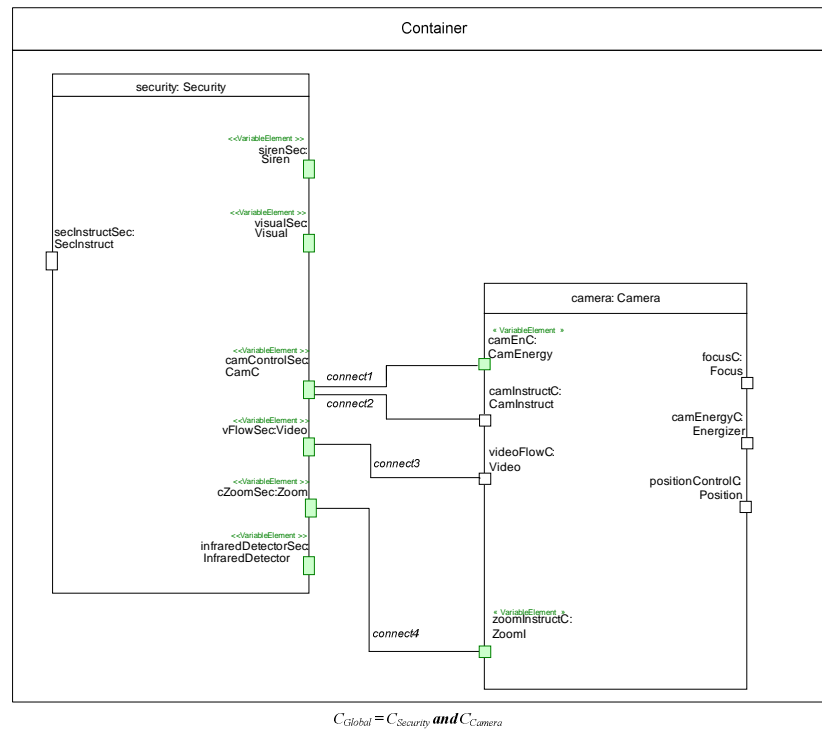 Container
security: Security
<<VariableElement >>
sirenSec:
Siren
<<VariableElement >>
visualSec:
Visual
secInstructSec:
SecInstruct
<<VariableElement >>
camControlSec:
CamC
<<VariableElement >>
vFlowSec:Video
<<VariableElement >>
cZoomSec:Zoom
<<VariableElement >>
infraredDetectorSec:
InfraredDetector
connect1
connect2
connect3
connect4
camera: Camera
« VariableElement »
camEnC:
CamEnergy
camInstructC:
CamInstruct
videoFlowC:
Video
« VariableElement »
zoomInstructC:
ZoomI
focusC:
Focus
camEnergyC:
Energizer
positionControlC:
Position
C_Global = C_Security and C_Camera